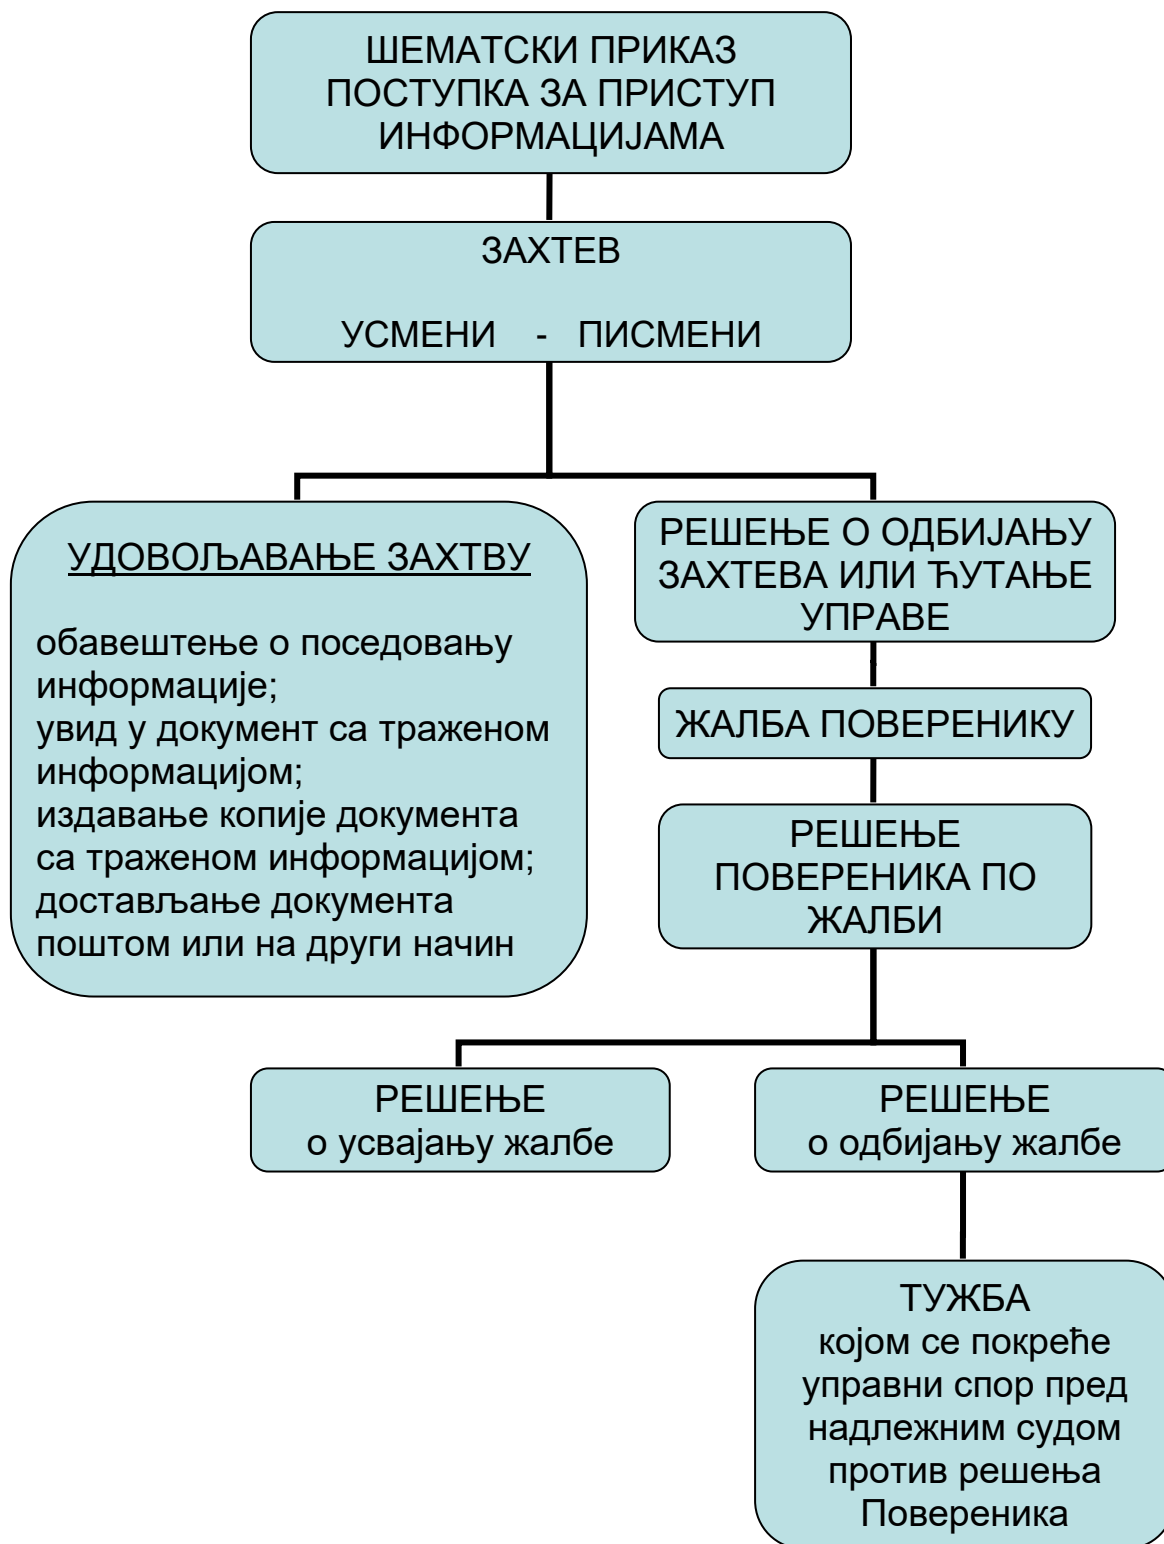 ШЕМАТСКИ ПРИКАЗ
ПОСТУПКА ЗА ПРИСТУП
ИНФОРМАЦИЈАМА
ЗАХТЕВ
УСМЕНИ - ПИСМЕНИ
УДОВОЉАВАЊЕ ЗАХТВУ
обавештење о поседовању
информације;
увид у документ са траженом
информацијом;
издавање копије документа
са траженом информацијом;
достављање документа
поштом или на други начин
РЕШЕЊЕ О ОДБИЈАЊУ
ЗАХТЕВА ИЛИ ЋУТАЊЕ
УПРАВЕ
ЖАЛБА ПОВЕРЕНИКУ
РЕШЕЊЕ
ПОВЕРЕНИКА ПО
ЖАЛБИ
РЕШЕЊЕ
о усвајању жалбе
РЕШЕЊЕ
о одбијању жалбе
ТУЖБА
којом се покреће
управни спор пред
надлежним судом
против решења
Повереника